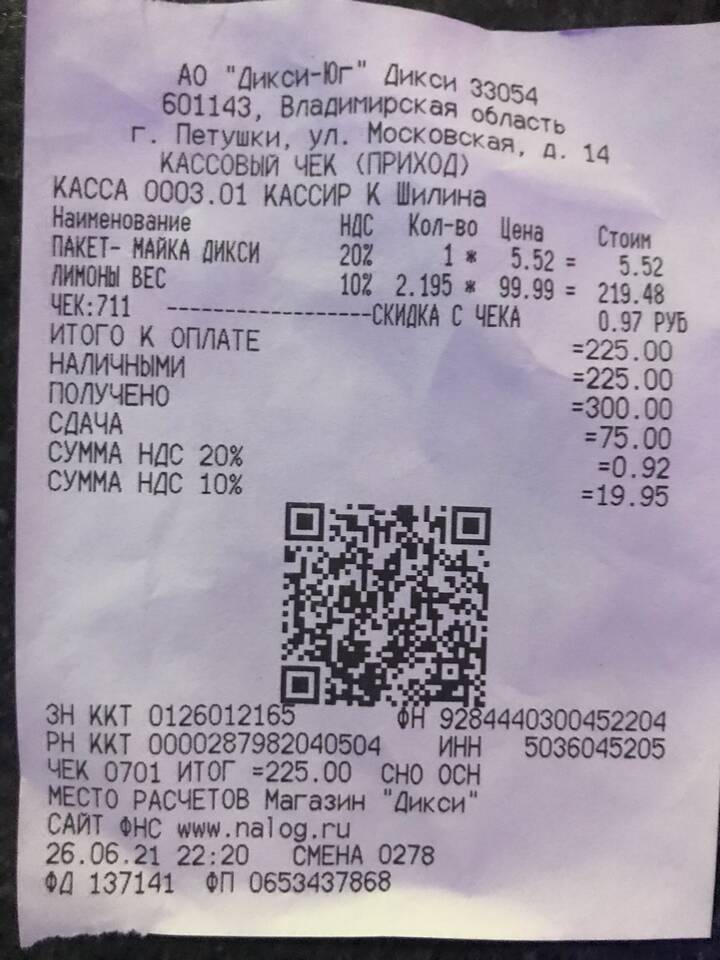 АО "Дикси-Юг" Дикси 33054
601143, Владимирская область
г. Петушки, ул. Московская, д. 14
КАССОВЫЙ ЧЕК (ПРИХОД)
КАССА 0003.01 КАССИР К Шилина
Наименование НДС Кол-во Цена Стоим
ПАКЕТ- МАЙКА ДИКСИ 20% 1 * 5.52 = 5.52
ЛИМОНЫ ВЕС 10% 2.195 * 99.99 = 219.48
ЧЕК:711 ------------------СКИДКА С ЧЕКА 0.97 РУБ
ИТОГО К ОПЛАТЕ =225.00
НАЛИЧНЫМИ =225.00
ПОЛУЧЕНО =300.00
СДАЧА =75.00
СУММА НДС 20% =0.92
СУММА НДС 10% =19.95
ЗН ККТ 0126012165 ФН 9284440300452204
РН ККТ 0000287982040504 ИНН 5036045205
ЧЕК 0701 ИТОГ =225.00 СНО ОСН
МЕСТО РАСЧЕТОВ Магазин "Дикси"
САЙТ ФНС www.nalog.ru
26.06.21 22:20 СМЕНА 0278
ФД 137141 ФП 0653437868